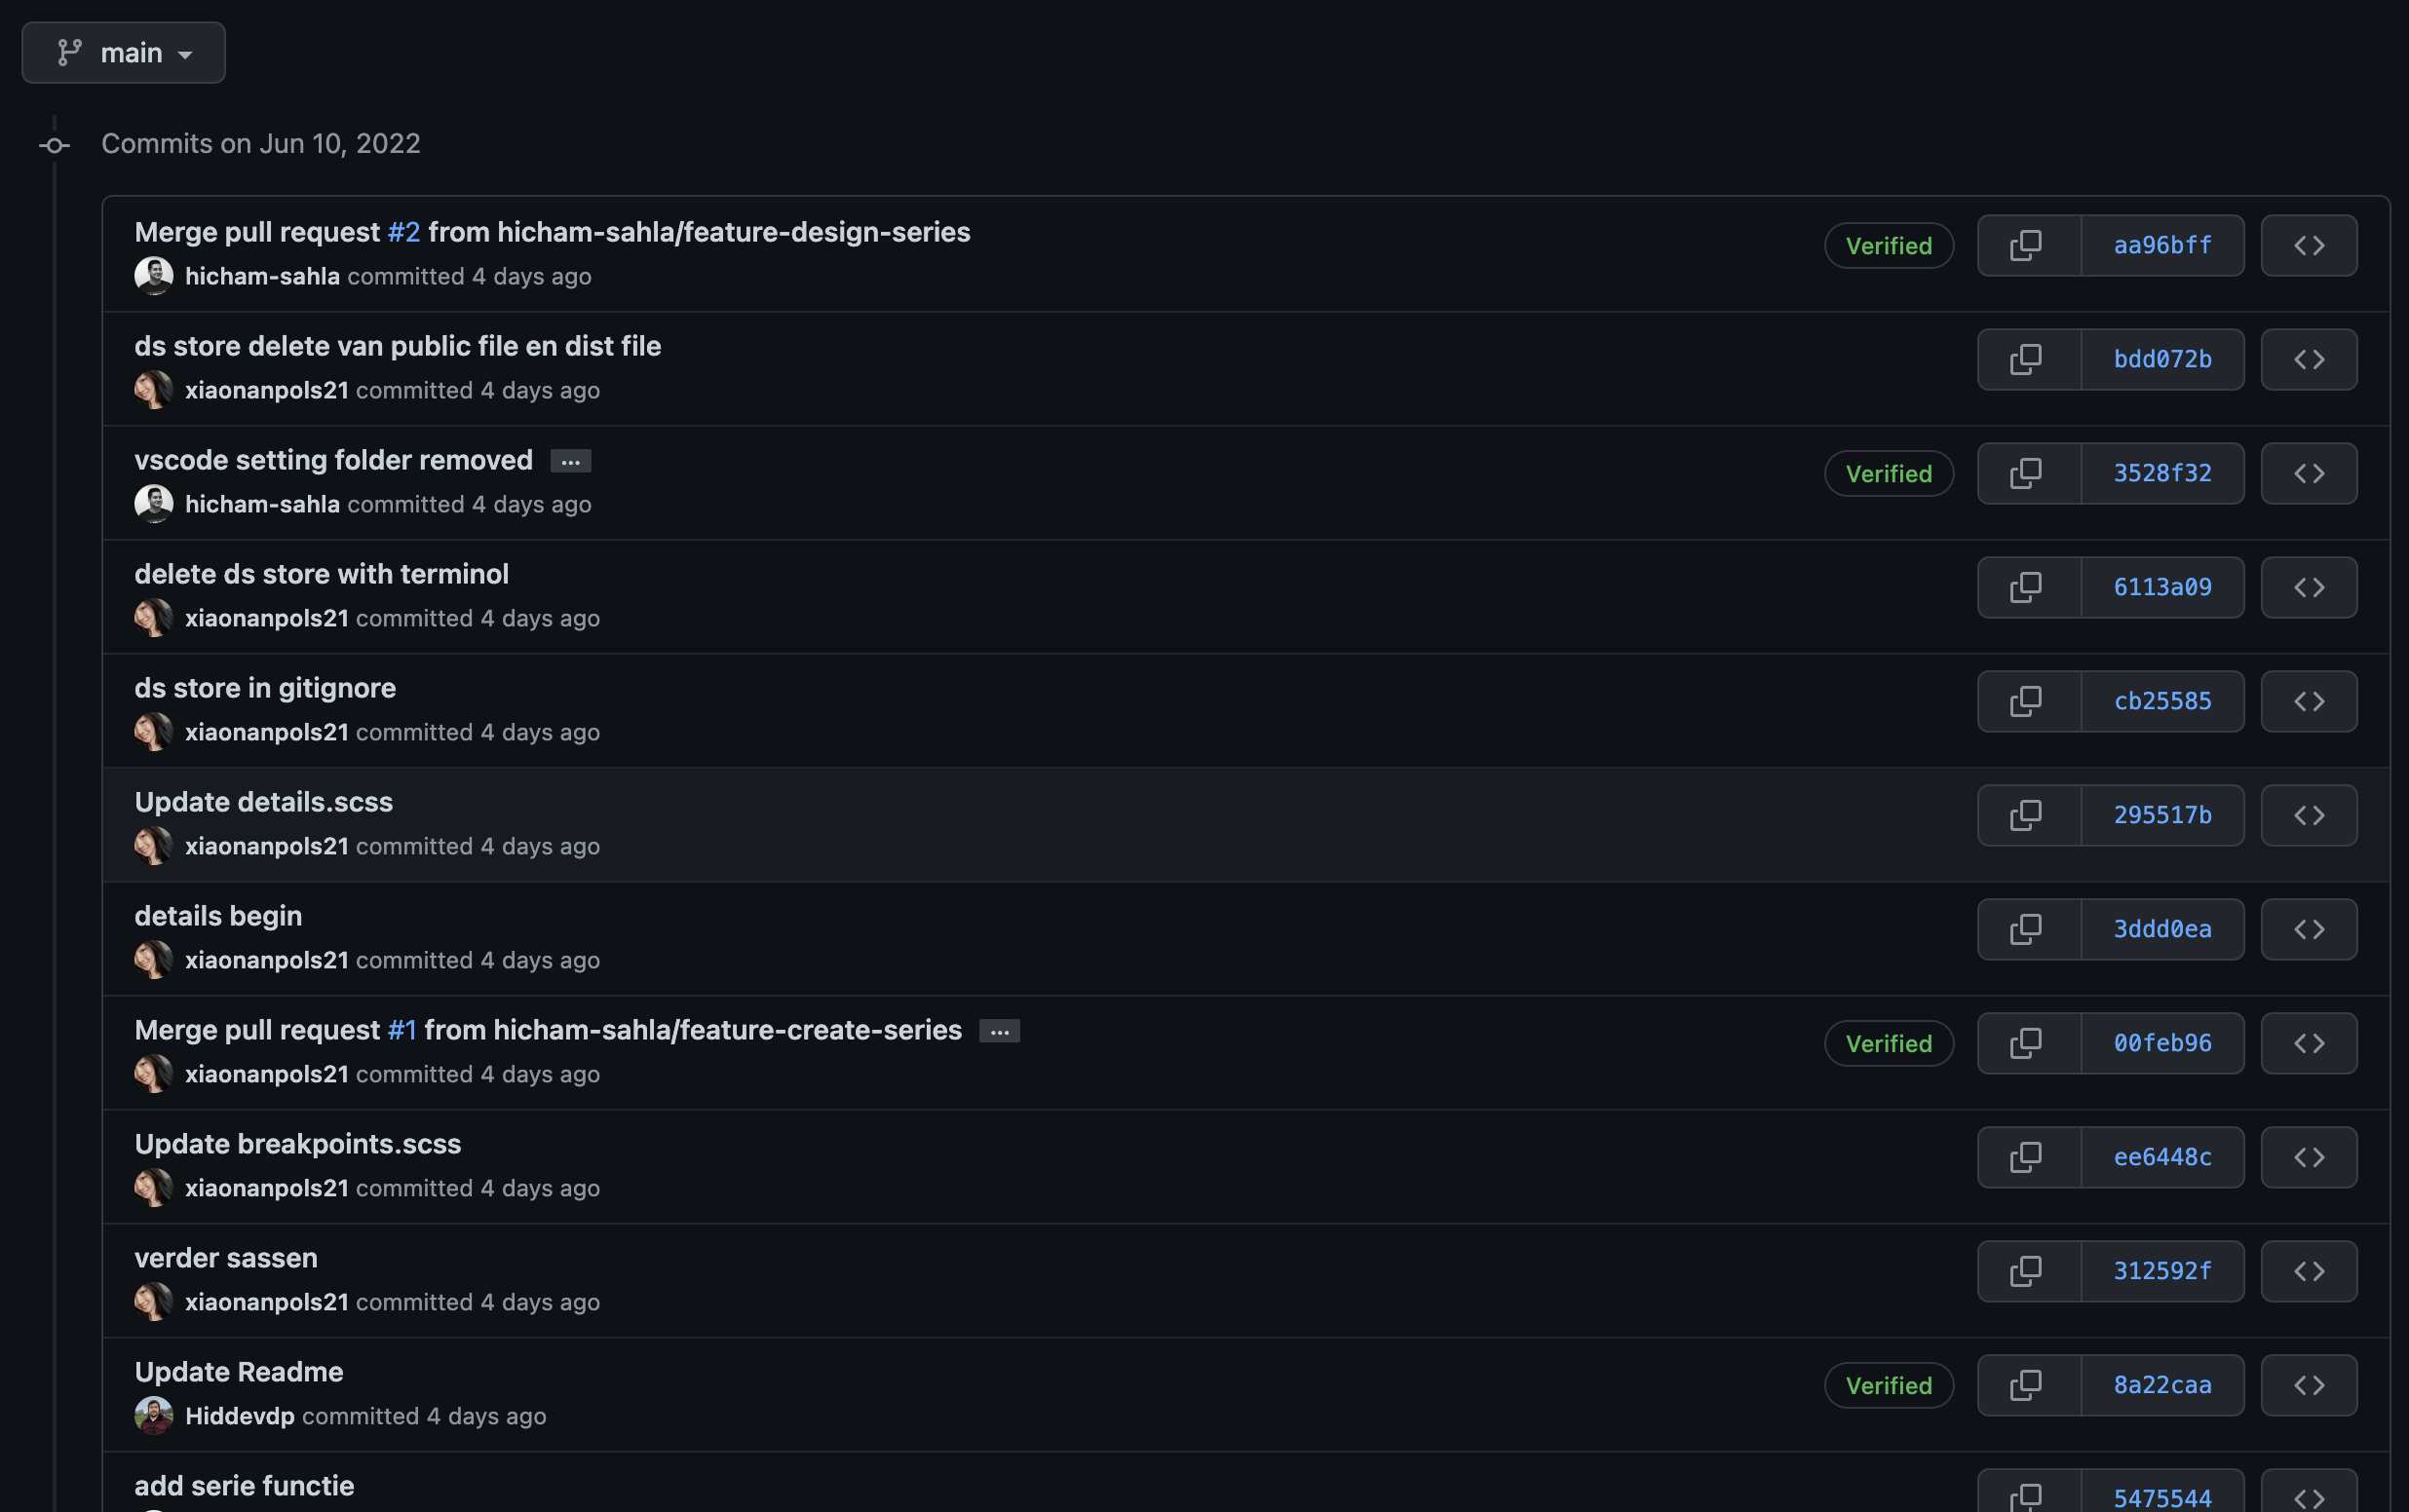 main
Commits on Jun 10, 2022
Merge pull request #2 from hicham-sahla/feature-design-series
hicham-sahla committed 4 days ago
Verified
aa96bff
ds store delete van public file en dist file
xiaonanpols21 committed 4 days ago
bdd072b
vscode setting folder removed ...
hicham-sahla committed 4 days ago
Verified
3528f32
delete ds store with terminol
xiaonanpols21 committed 4 days ago
6113a09
ds store in gitignore
xiaonanpols21 committed 4 days ago
cb25585
Update details.scss
xiaonanpols21 committed 4 days ago
295517b
details begin
xiaonanpols21 committed 4 days ago
3ddd0ea
Merge pull request #1 from hicham-sahla/feature-create-series ...
xiaonanpols21 committed 4 days ago
Verified
00feb96
Update breakpoints.scss
xiaonanpols21 committed 4 days ago
ee6448c
verder sassen
xiaonanpols21 committed 4 days ago
312592f
Update Readme
Hiddevdp committed 4 days ago
Verified
8a22caa
add serie functie
5475544